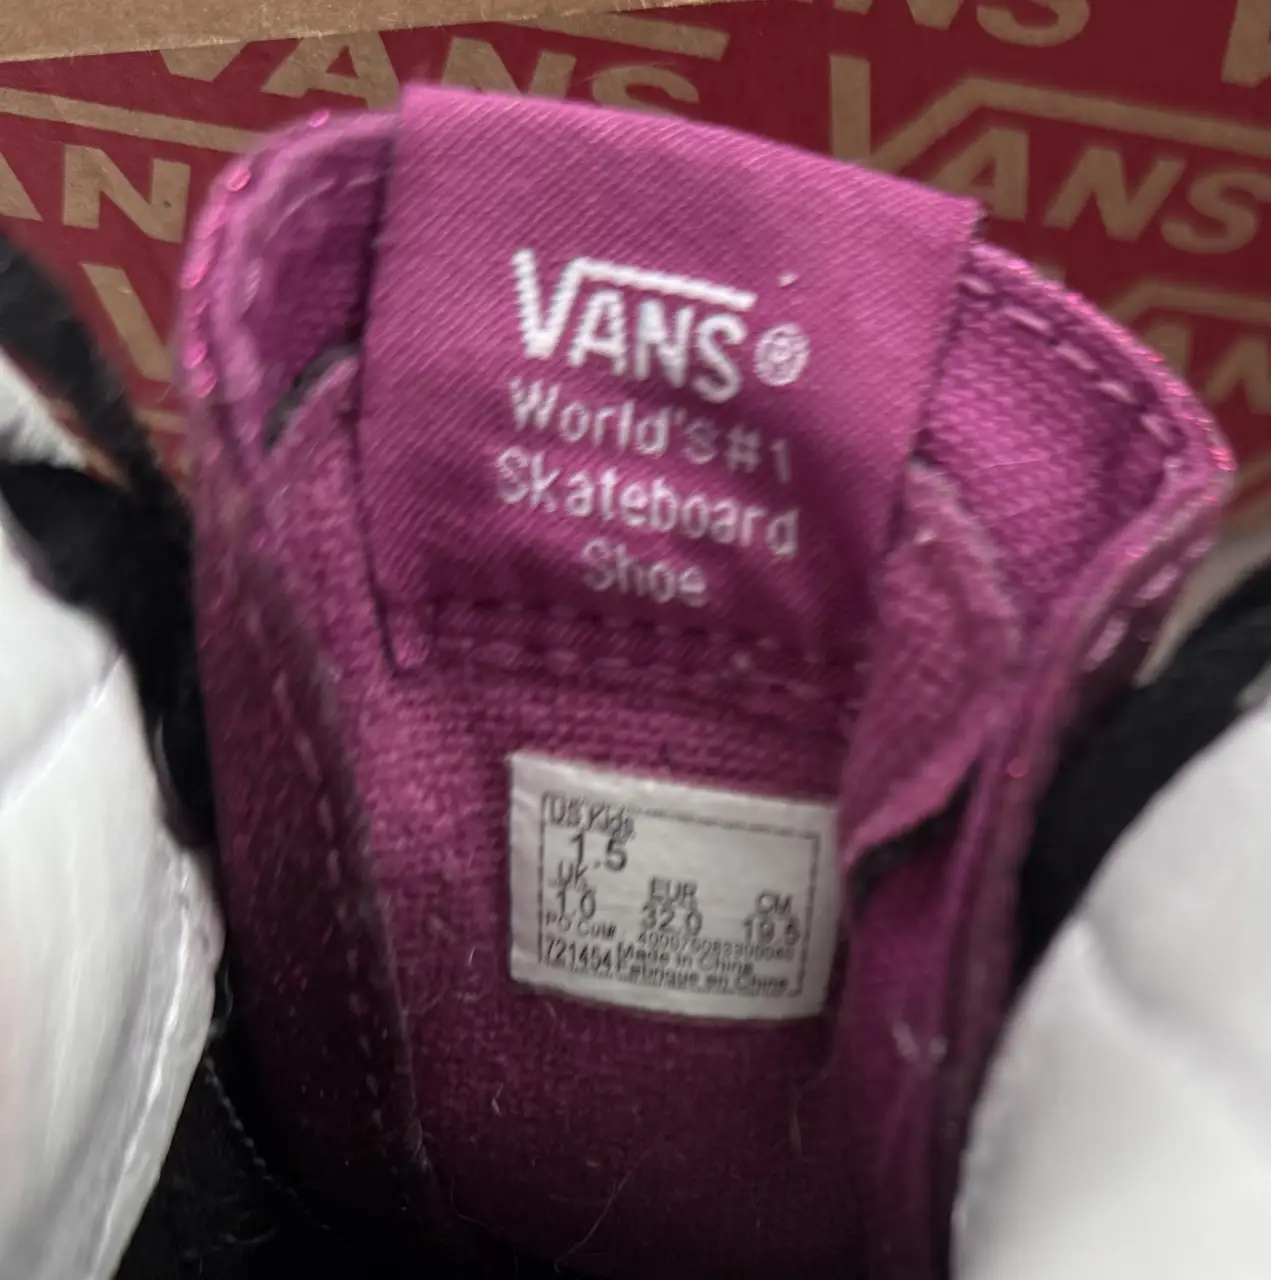 VANS
VANS
VANS
VANS
VANS®
World's #1
Skateboard
Shoe
US Kids
1.5
UK EUR CM
1.0 32.0 19.5
PO Cut#
721454 Made in China
Fabriqué en Chine